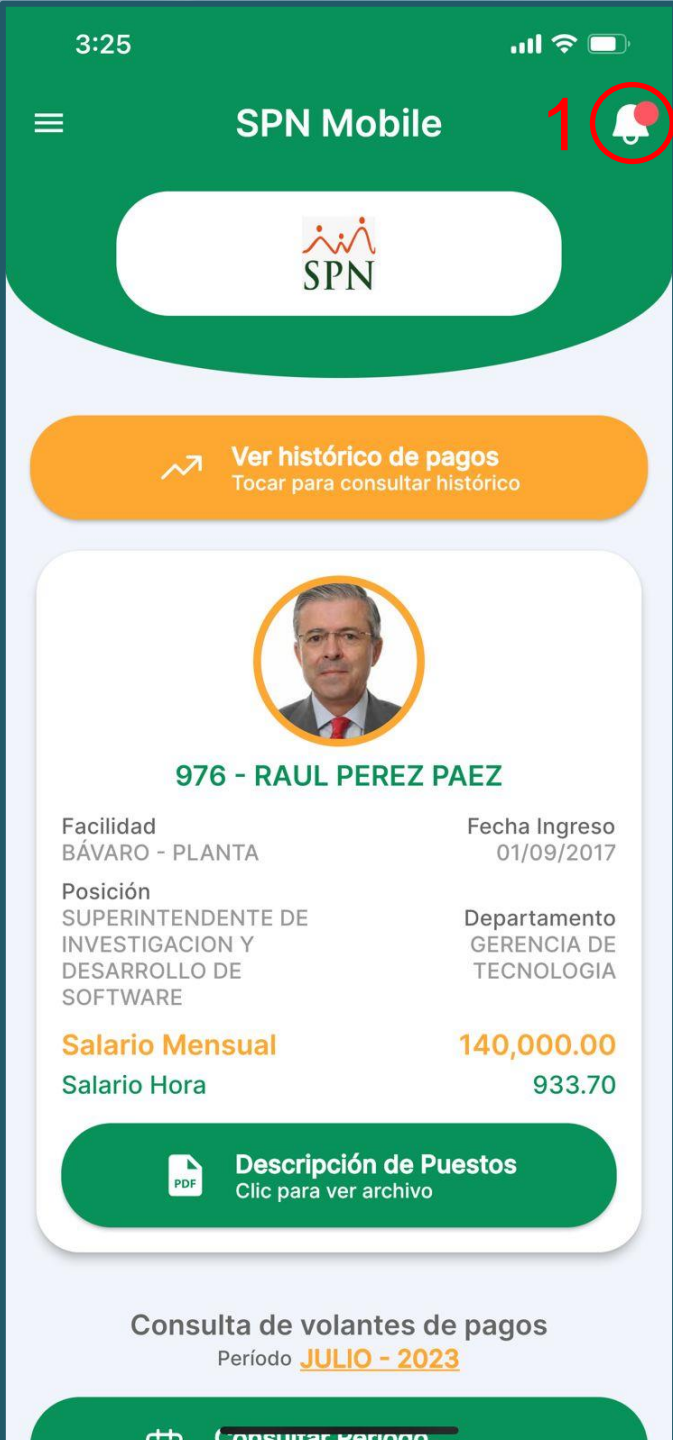 3:25
SPN Mobile
1
SPN
Ver histórico de pagos
Tocar para consultar histórico
976 - RAUL PEREZ PAEZ
Facilidad
BÁVARO - PLANTA
Fecha Ingreso
01/09/2017
Posición
SUPERINTENDENTE DE
INVESTIGACION Y
DESARROLLO DE
SOFTWARE
Departamento
GERENCIA DE
TECNOLOGIA
Salario Mensual 140,000.00
Salario Hora 933.70
PDF
Descripción de Puestos
Clic para ver archivo
Consulta de volantes de pagos
Período JULIO - 2023
Consultar Período